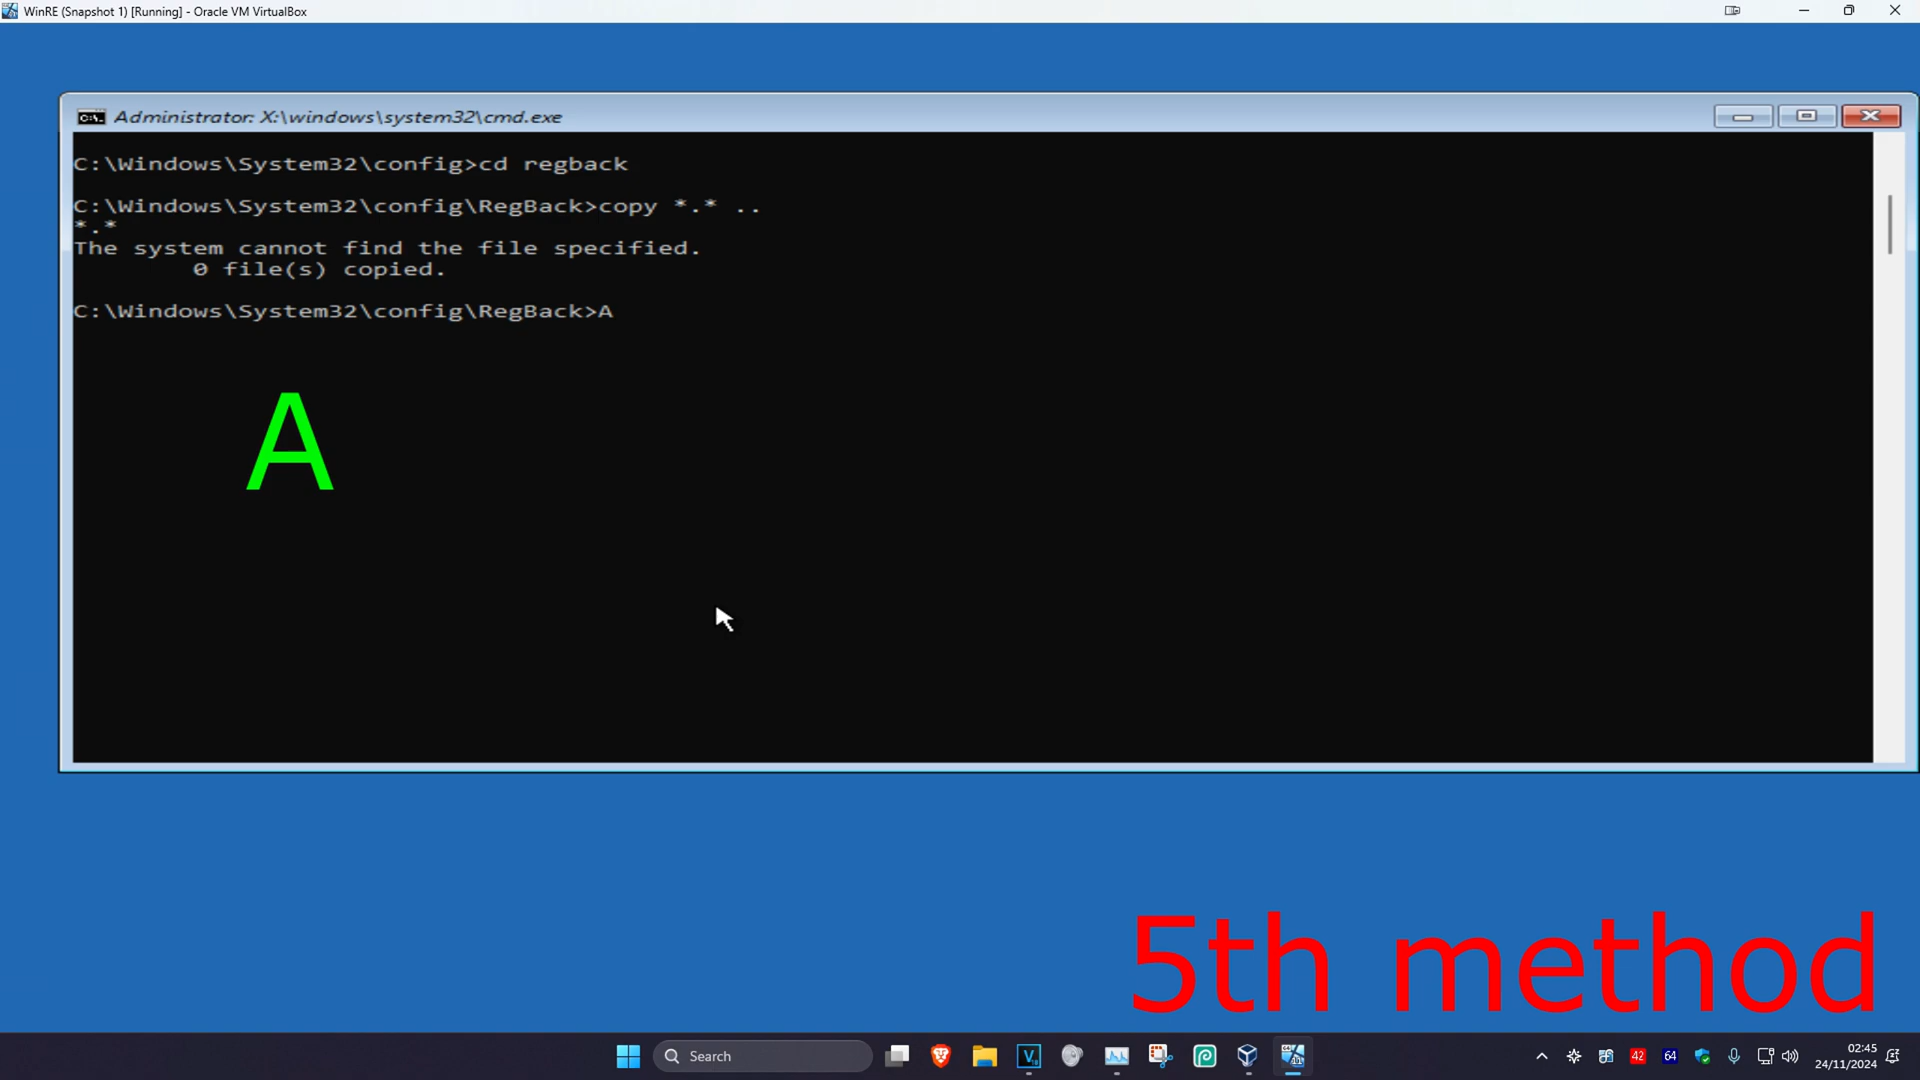 WinRE (Snapshot 1) [Running] - Oracle VM VirtualBox
Administrator: X:\windows\system32\cmd.exe
C:\Windows\System32\config>cd regback
C:\Windows\System32\config\RegBack>copy *.* ..
*.*
The system cannot find the file specified.
0 file(s) copied.
C:\Windows\System32\config\RegBack>A
A
5th method
Search
42
64
02:45
24/11/2024